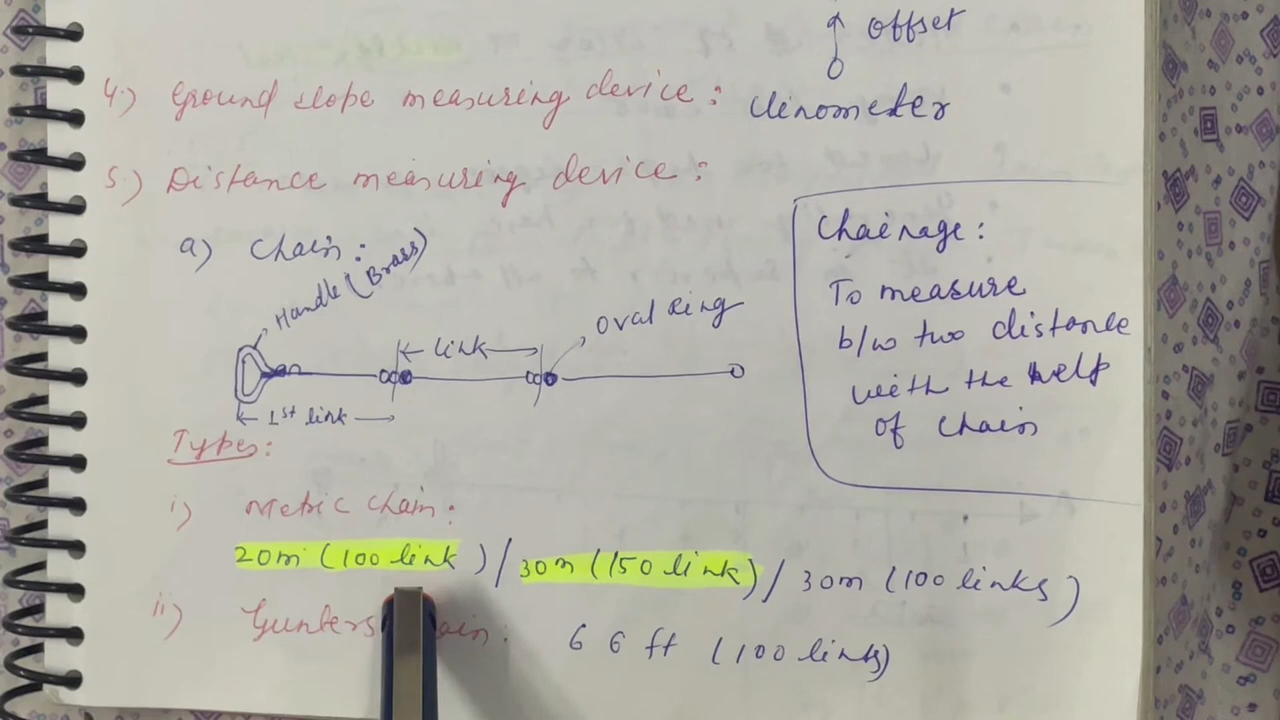 offset
4.) Ground slope measuring device: Clinometer
5.) Distance measuring device:
a) Chain:
Handle (Brass)
link
oval Ring
1st link
Chainage:
To measure
b/w two distance
with the help
of chain
Types:
i) Metric chain:
20m (100 link) / 30m (150 link) / 30m (100 links)
ii) Gunters ain: 66 ft (100 links)